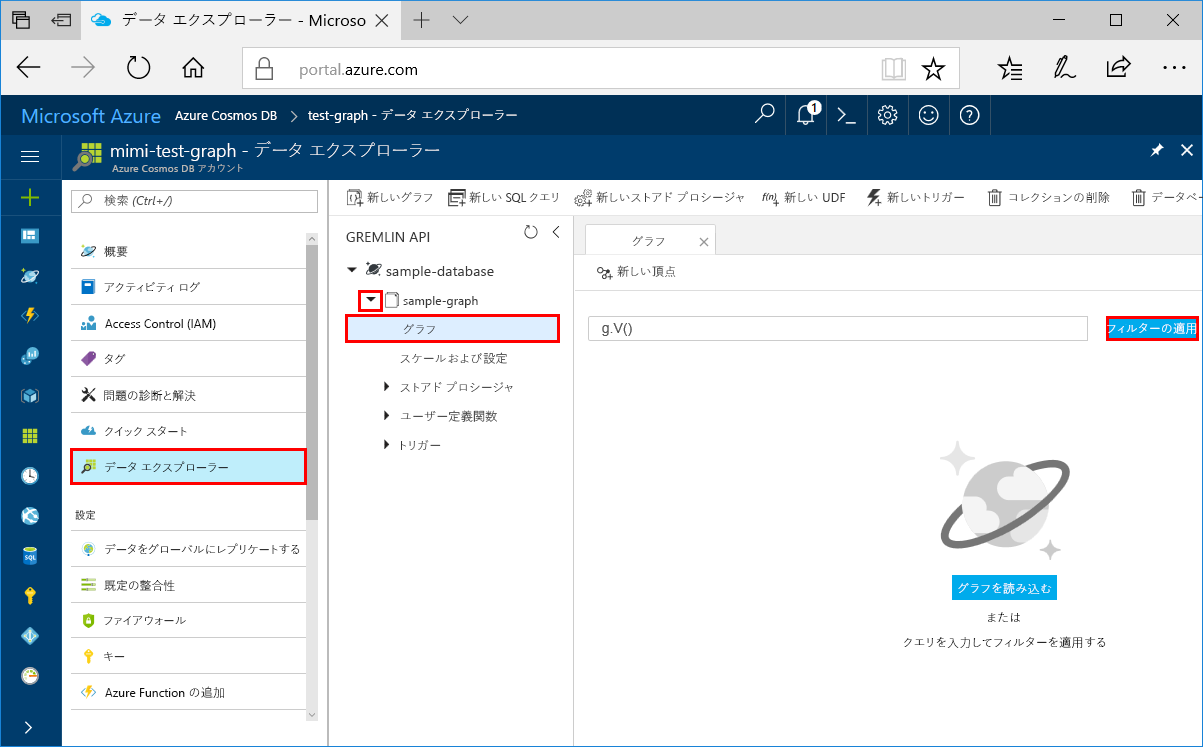 データ エクスプローラー - Microso
portal.azure.com
Microsoft Azure Azure Cosmos DB test-graph - データ エクスプローラー
1
mimi-test-graph - データ エクスプローラー
Azure Cosmos DB アカウント
検索 (Ctrl+/)
概要
アクティビティ ログ
Access Control (IAM)
タグ
問題の診断と解決
クイック スタート
データ エクスプローラー
設定
データをグローバルにレプリケートする
既定の整合性
ファイアウォール
キー
Azure Function の追加
SQL
新しいグラフ 新しい SQL クエリ 新しいストアド プロシージャ 新しい UDF 新しいトリガー コレクションの削除 データベー
GREMLIN API
sample-database
sample-graph
グラフ
スケールおよび設定
ストアド プロシージャ
ユーザー定義関数
トリガー
グラフ
新しい頂点
g.V()
フィルターの適用
グラフを読み込む
または
クエリを入力してフィルターを適用する